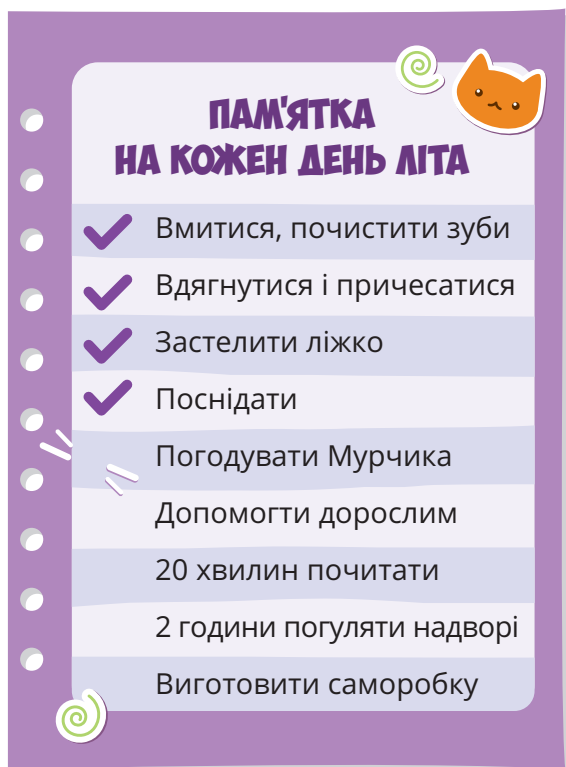 ПАМ'ЯТКА
НА КОЖЕН ДЕНЬ ЛІТА
Вмитися, почистити зуби
Вдягнутися і причесатися
Застелити ліжко
Поснідати
Погодувати Мурчика
Допомогти дорослим
20 хвилин почитати
2 години погуляти надворі
Виготовити саморобку